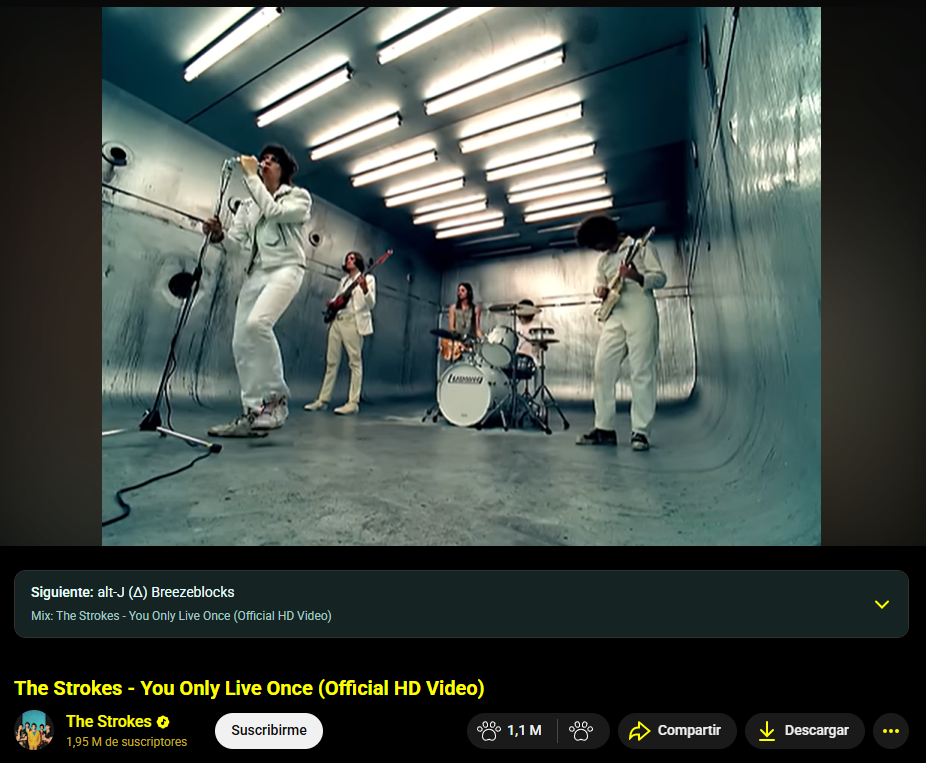 Ludwig
Siguiente: alt-J (∆) Breezeblocks
Mix: The Strokes - You Only Live Once (Official HD Video)
The Strokes - You Only Live Once (Official HD Video)
The Strokes
1,95 M de suscriptores
Suscribirme
1,1 M
Compartir
Descargar